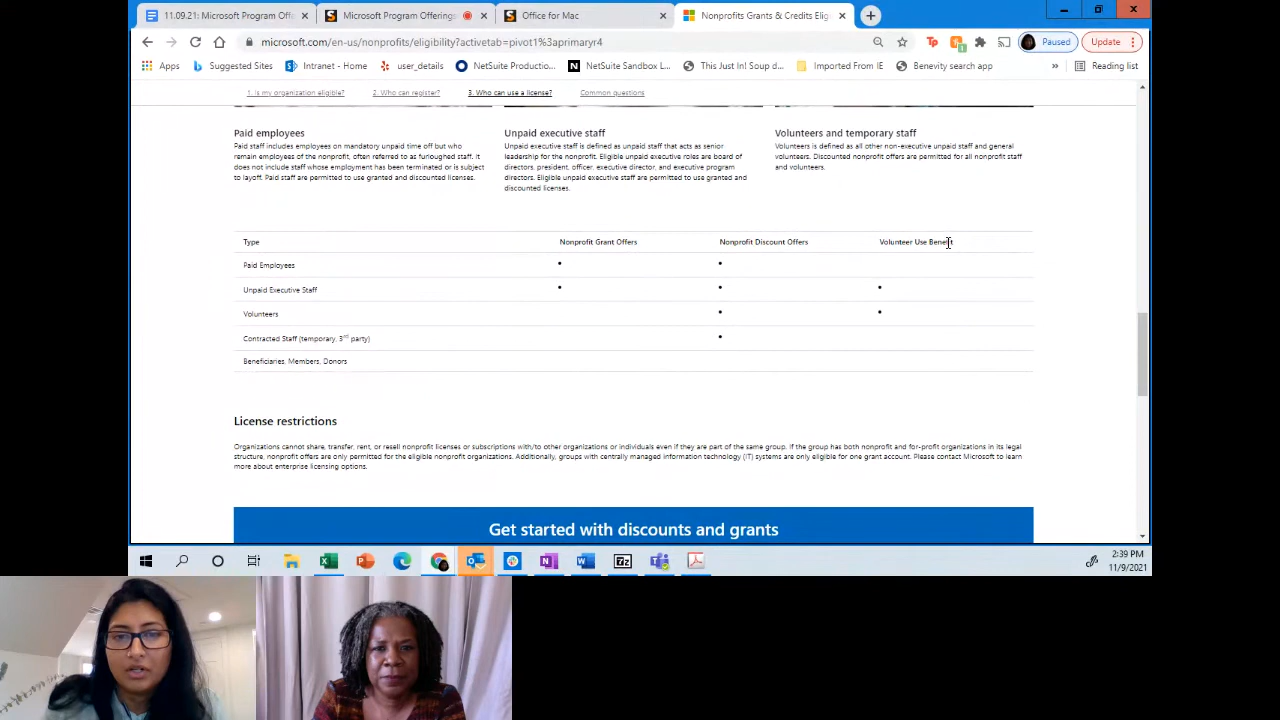 11.09.21: Microsoft Program Offe
Microsoft Program Offerings
Office for Mac
Nonprofits Grants & Credits Elig
microsoft.com/en-us/nonprofits/eligibility?activetab=pivot1%3aprimaryr4
Paused
Update
Apps
Suggested Sites
Intranet - Home
user_details
NetSuite Productio...
NetSuite Sandbox L...
This Just In! Soup d...
Imported From IE
Benevity search app
»
Reading list
1. Is my organization eligible?
2. Who can register?
3. Who can use a license?
Common questions
Paid employees
Paid staff includes employees on mandatory unpaid time off but who
remain employees of the nonprofit, often referred to as furloughed staff. It
does not include staff whose employment has been terminated or is subject
to layoff. Paid staff are permitted to use granted and discounted licenses.
Unpaid executive staff
Unpaid executive staff is defined as unpaid staff that acts as senior
leadership for the nonprofit. Eligible unpaid executive roles are board of
directors, president, officer, executive director, and executive program
directors. Eligible unpaid executive staff are permitted to use granted and
discounted licenses.
Volunteers and temporary staff
Volunteers is defined as all other non-executive unpaid staff and general
volunteers. Discounted nonprofit offers are permitted for all nonprofit staff
and volunteers.
Type Nonprofit Grant Offers Nonprofit Discount Offers Volunteer Use Benefit
Paid Employees • •
Unpaid Executive Staff • • •
Volunteers • •
Contracted Staff (temporary, 3rd party) •
Beneficiaries, Members, Donors
License restrictions
Organizations cannot share, transfer, rent, or resell nonprofit licenses or subscriptions with/to other organizations or individuals even if they are part of the same group. If the group has both nonprofit and for-profit organizations in its legal
structure, nonprofit offers are only permitted for the eligible nonprofit organizations. Additionally, groups with centrally managed information technology (IT) systems are only eligible for one grant account. Please contact Microsoft to learn
more about enterprise licensing options.
Get started with discounts and grants
2:39 PM
11/9/2021